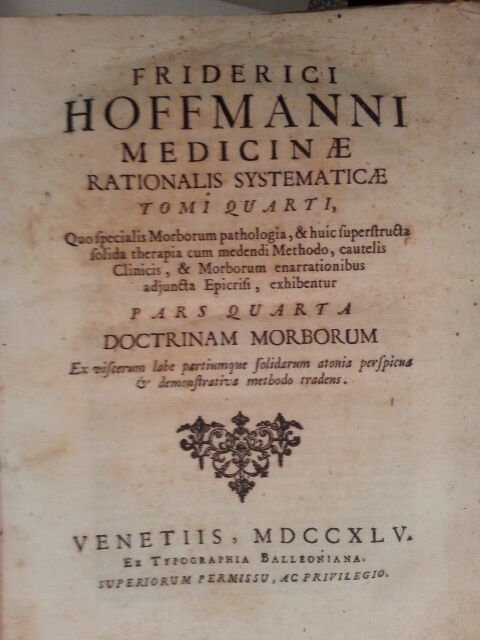 FRIDERICI
HOFFMANNI
MEDICINÆ
RATIONALIS SYSTEMATICÆ
TOMI QUARTI,
Quo ſpecialis Morborum pathologia, & huic ſuperſtructa
ſolida therapia cum medendi Methodo, cautelis
Clinicis, & Morborum enarrationibus
adjuncta Epicriſi, exhibentur
PARS QUARTA
DOCTRINAM MORBORUM
Ex viſcerum labe partiumque ſolidarum atonia perſpicua
& demonſtrativa methodo tradens.
VENETIIS, MDCCXLV.
Ex Typographia Balleoniana.
SUPERIORUM PERMISSU, AC PRIVILEGIO.